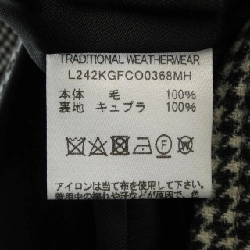 TRADITIONAL WEATHERWEAR
L242KGFCO0368MH
本体 毛 100%
裏地 キュプラ 100%
アイロンは当て布を使用して下さい。